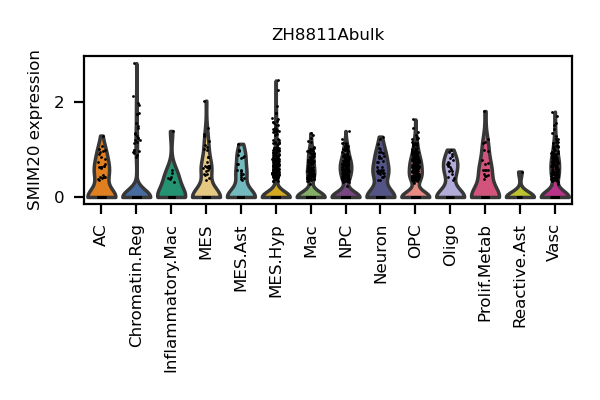 ZH8811Abulk
SMIM20 expression
2
0
AC
Chromatin.Reg
Inflammatory.Mac
MES
MES.Ast
MES.Hyp
Mac
NPC
Neuron
OPC
Oligo
Prolif.Metab
Reactive.Ast
Vasc